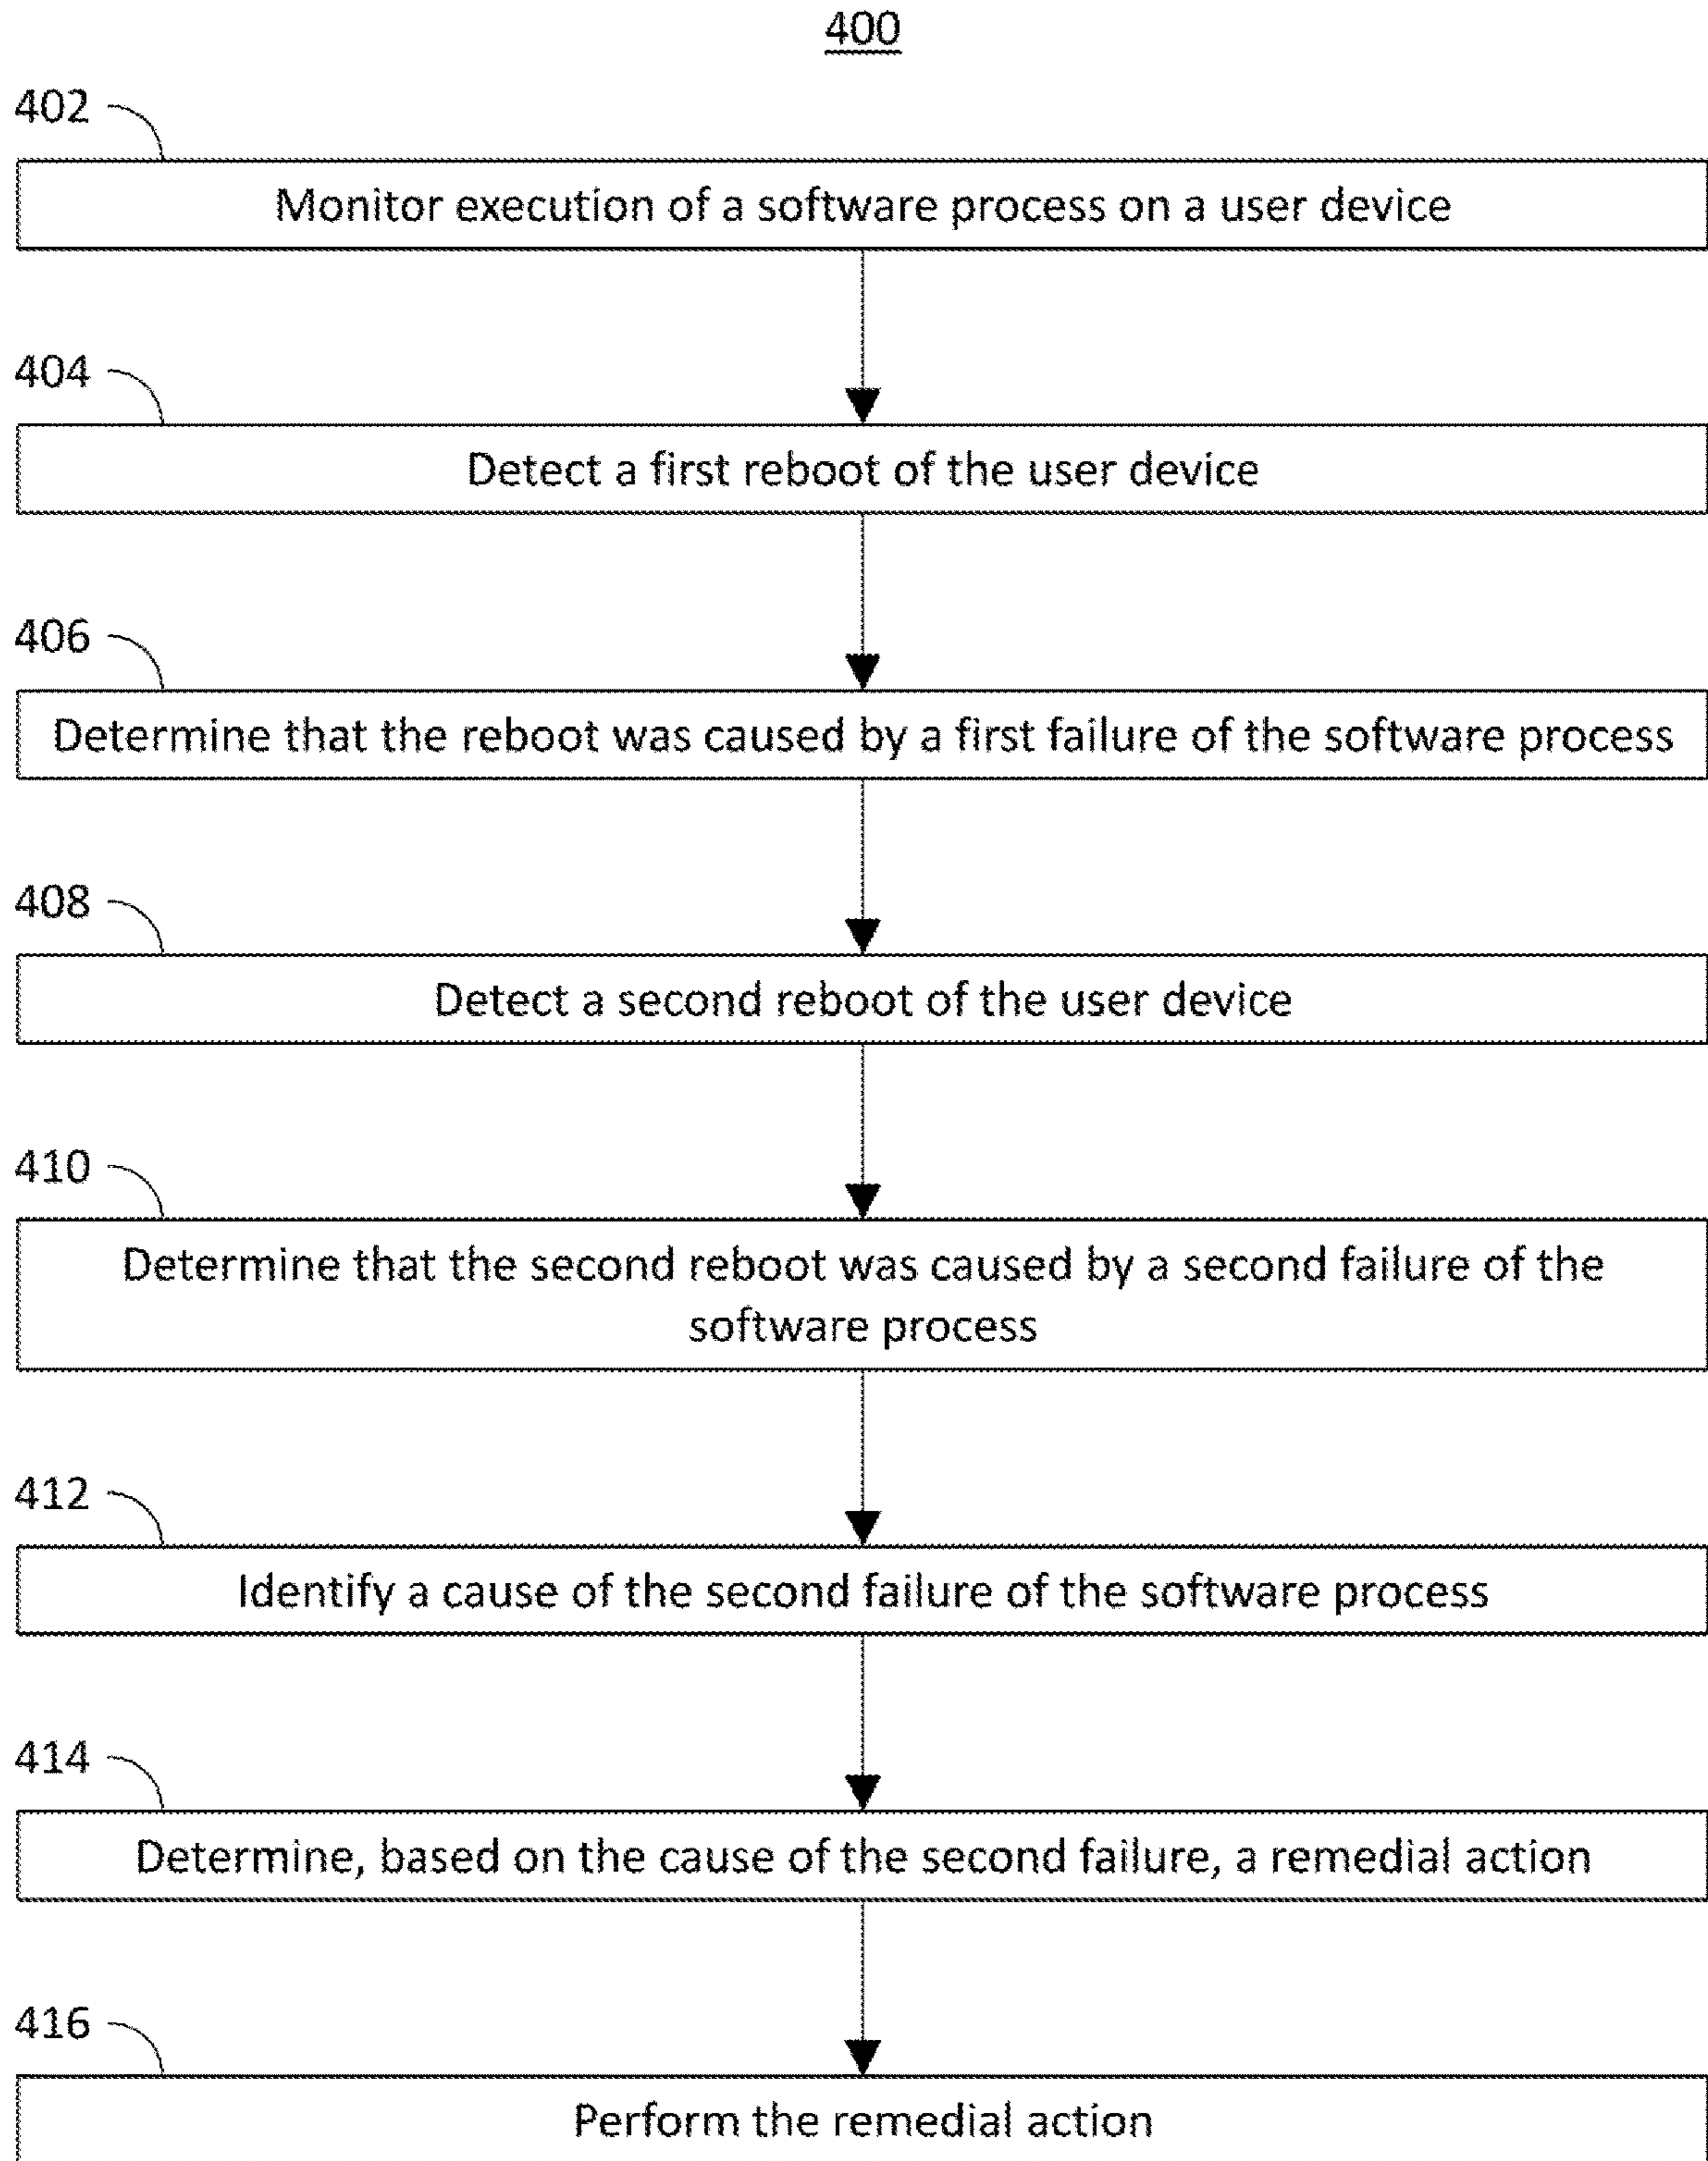 400
402
Monitor execution of a software process on a user device
404
Detect a first reboot of the user device
406
Determine that the reboot was caused by a first failure of the software process
408
Detect a second reboot of the user device
410
Determine that the second reboot was caused by a second failure of the
software process
412
Identify a cause of the second failure of the software process
414
Determine, based on the cause of the second failure, a remedial action
416
Perform the remedial action